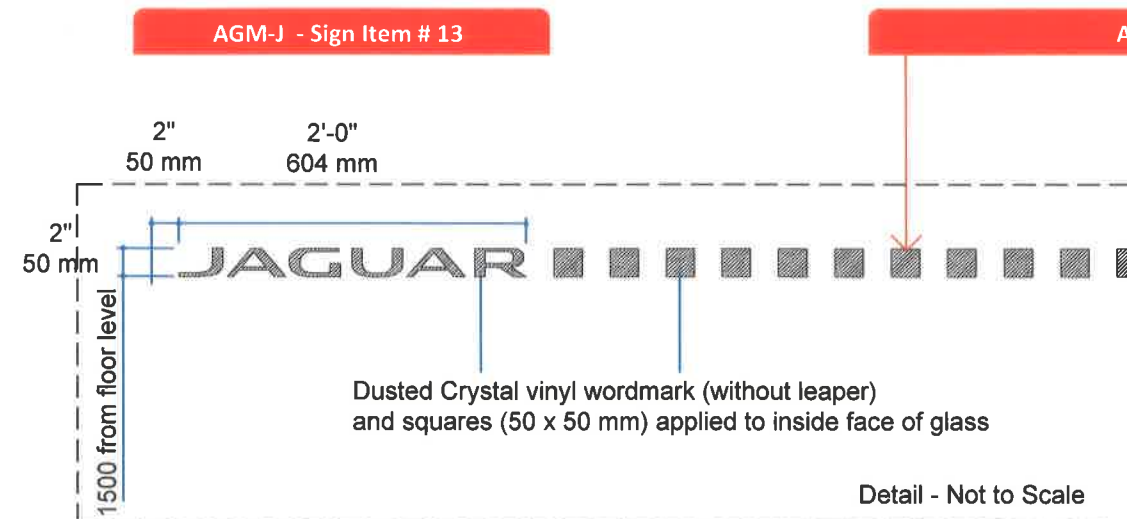 AGM-J - Sign Item # 13
A
2"
50 mm
2'-0"
604 mm
2"
50 mm
JAGUAR
1500 from floor level
Dusted Crystal vinyl wordmark (without leaper)
and squares (50 x 50 mm) applied to inside face of glass
Detail - Not to Scale